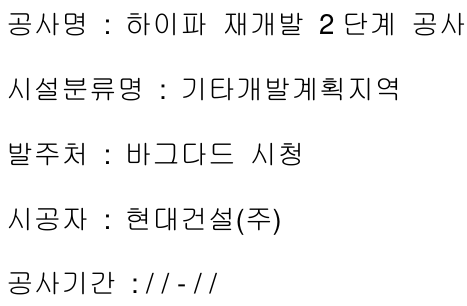 공사명 : 하이파 재개발 2단계 공사
시설분류명 : 기타개발계획지역
발주처 : 바그다드 시청
시공자 : 현대건설(주)
공사기간 : / / - / /